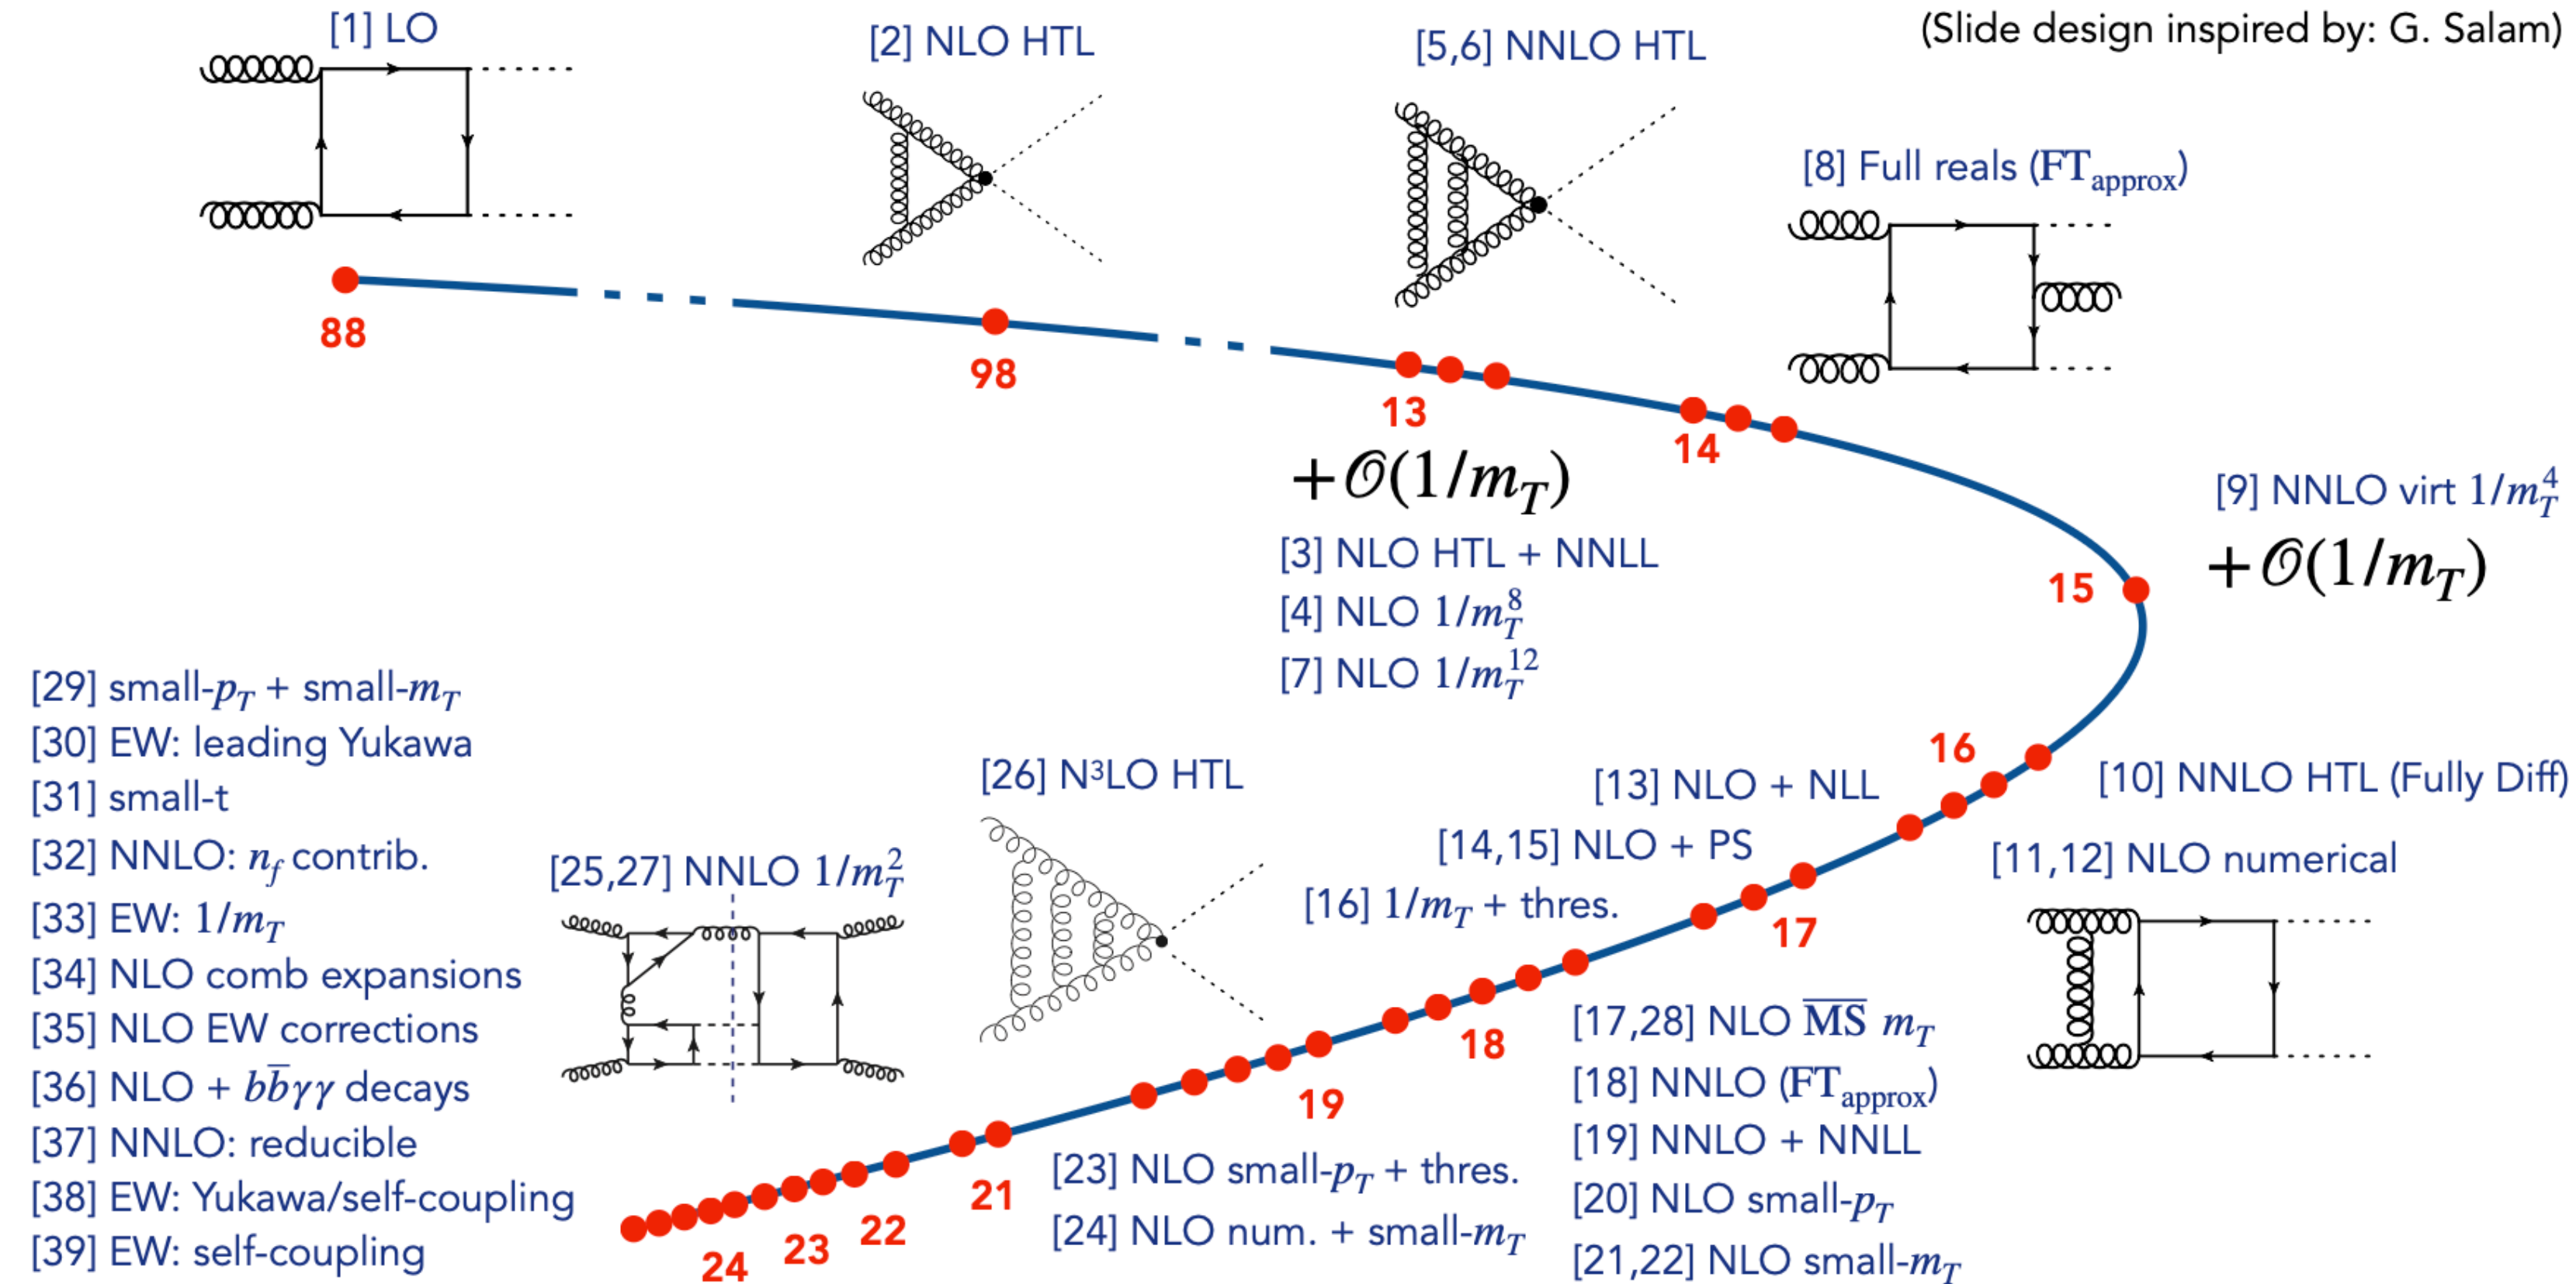 (Slide design inspired by: G. Salam)
[1] LO
[2] NLO HTL
[5,6] NNLO HTL
[8] Full reals (FT_approx)
88
98
13
14
+𝒪(1/m_T)
[3] NLO HTL + NNLL
[4] NLO 1/m_T^8
[7] NLO 1/m_T^12
[9] NNLO virt 1/m_T^4
+𝒪(1/m_T)
15
16
[10] NNLO HTL (Fully Diff)
[11,12] NLO numerical
[13] NLO + NLL
[14,15] NLO + PS
[16] 1/m_T + thres.
17
[17,28] NLO M̅S̅ m_T
[18] NNLO (FT_approx)
[19] NNLO + NNLL
[20] NLO small-p_T
[21,22] NLO small-m_T
18
19
[23] NLO small-p_T + thres.
[24] NLO num. + small-m_T
[26] N³LO HTL
[25,27] NNLO 1/m_T^2
21
22
23
24
[29] small-p_T + small-m_T
[30] EW: leading Yukawa
[31] small-t
[32] NNLO: n_f contrib.
[33] EW: 1/m_T
[34] NLO comb expansions
[35] NLO EW corrections
[36] NLO + bb̅γγ decays
[37] NNLO: reducible
[38] EW: Yukawa/self-coupling
[39] EW: self-coupling